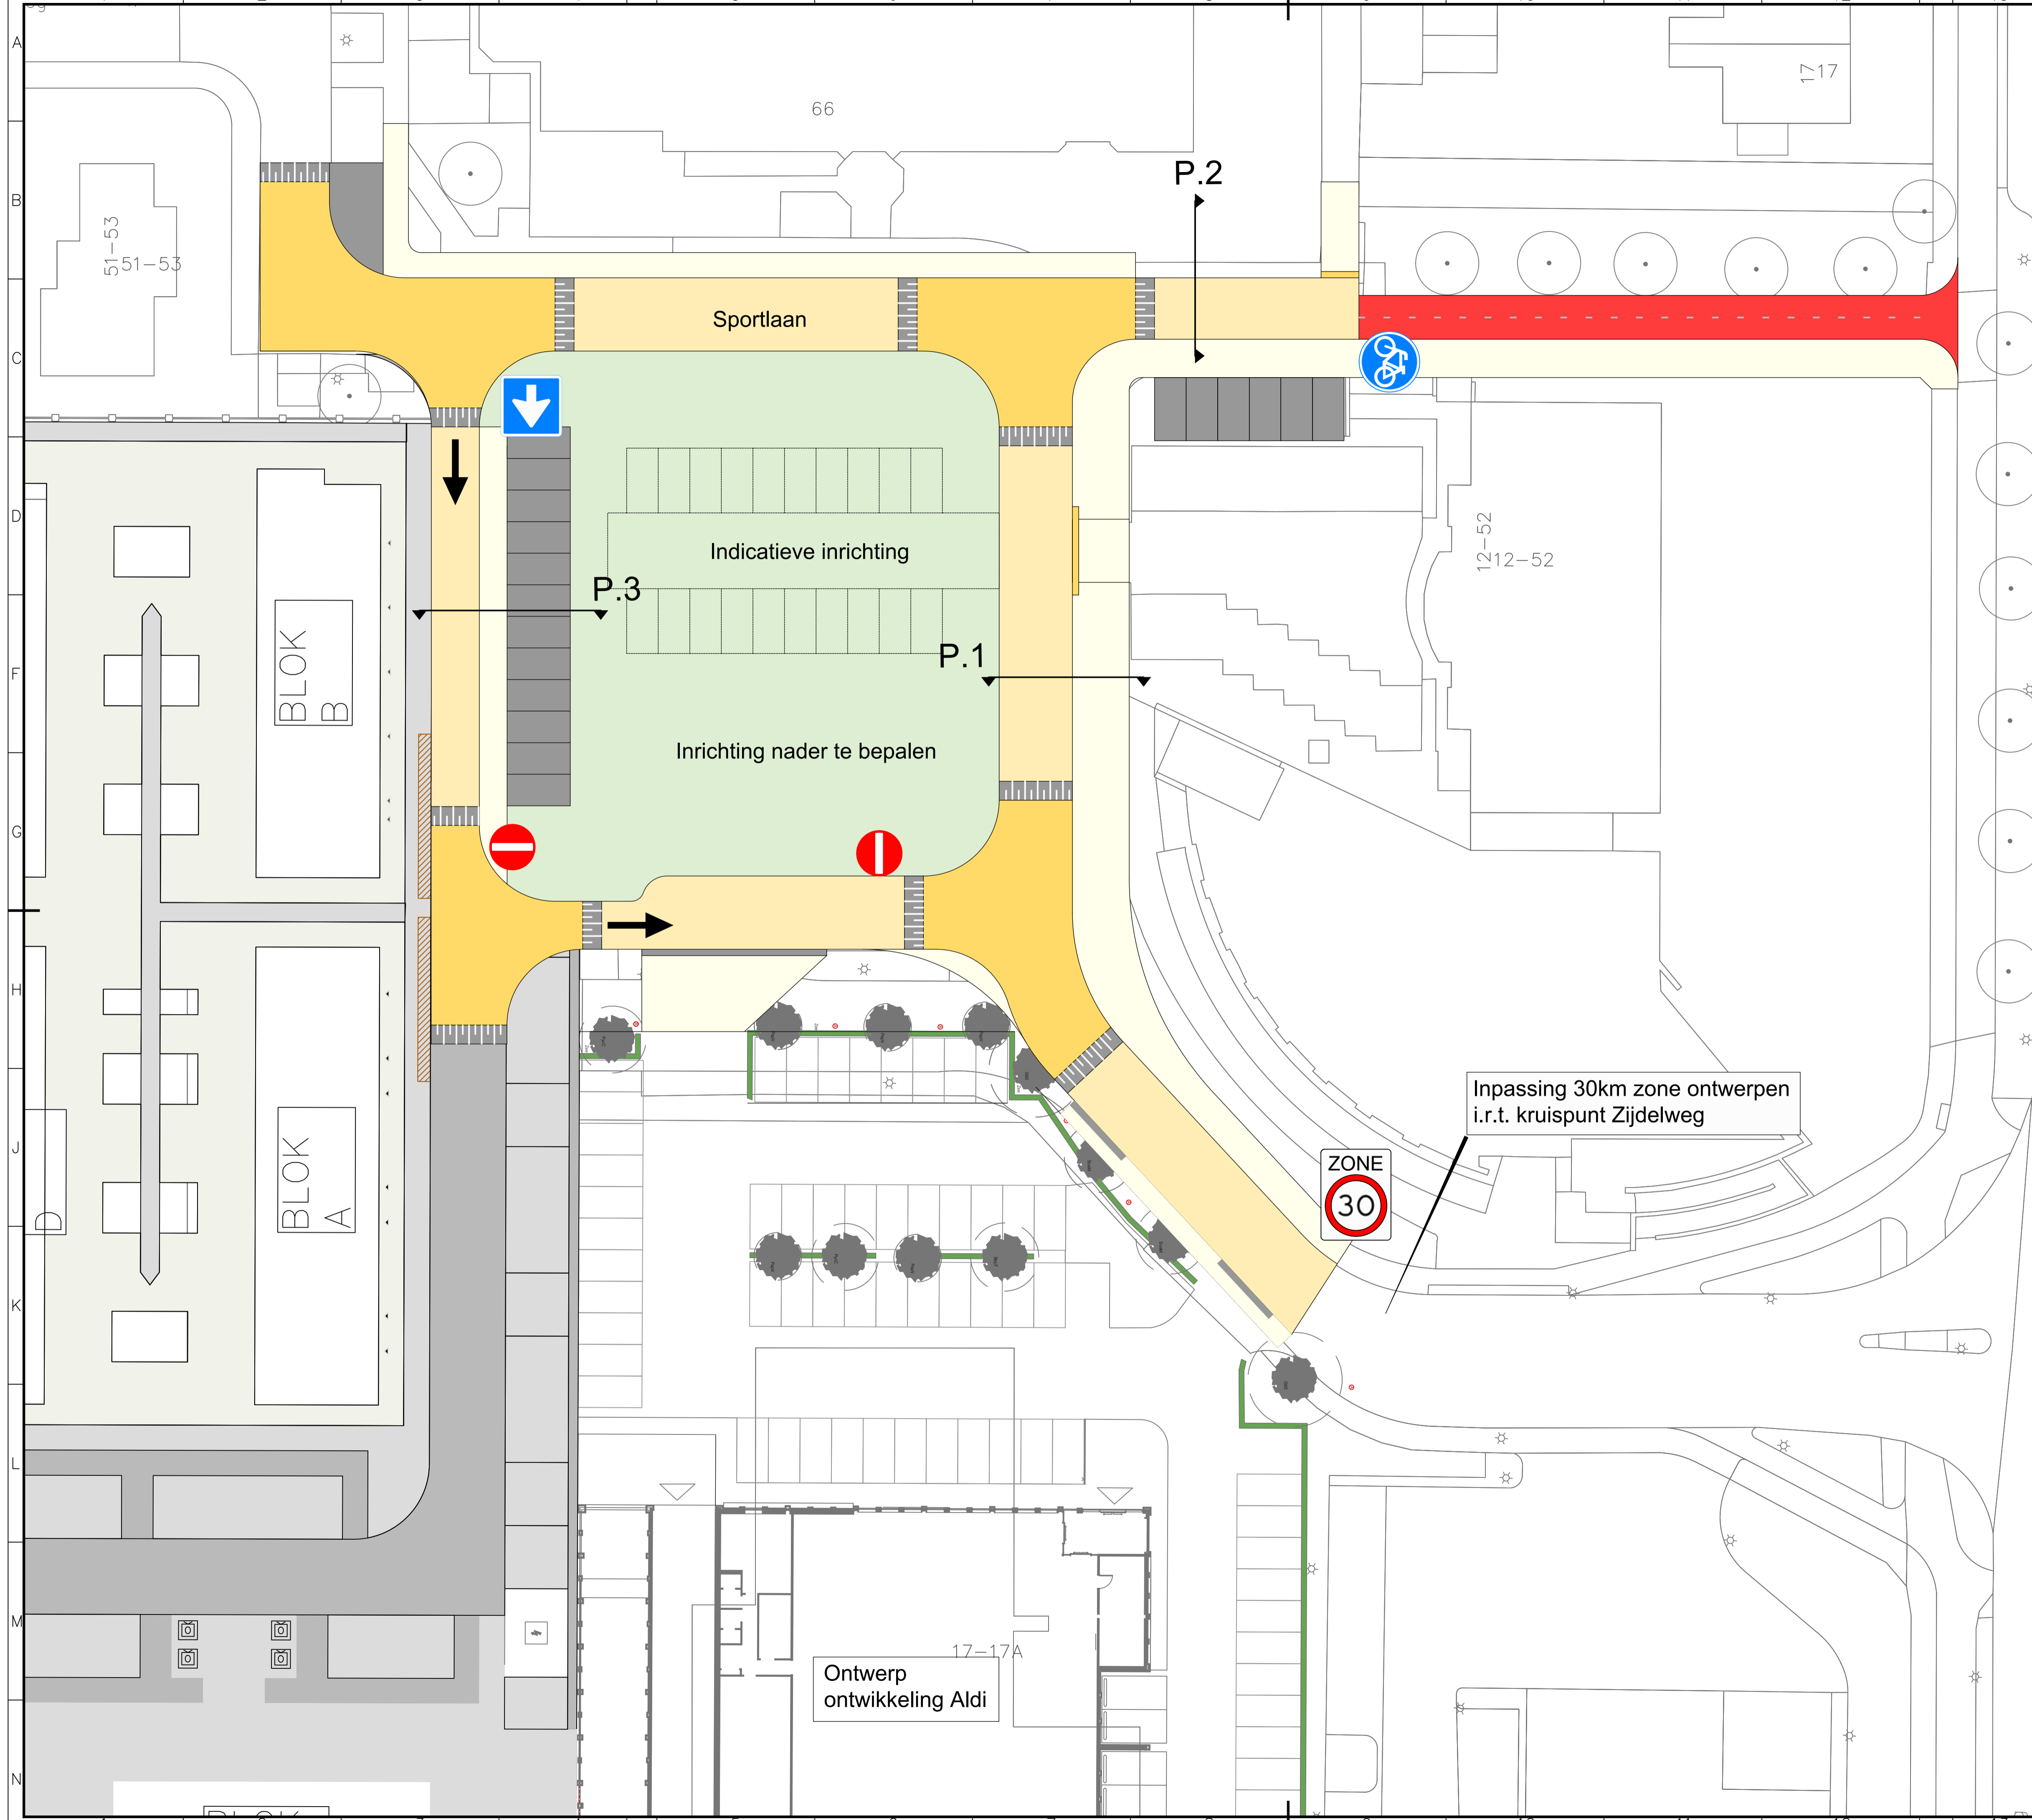 A
66
17
17
P.2
B
51-53
51-53
Sportlaan
C
D
Indicatieve inrichting
12-52
12-52
P.3
BLOK
B
F
P.1
Inrichting nader te bepalen
G
H
Inpassing 30km zone ontwerpen
i.r.t. kruispunt Zijdelweg
J
ZONE
30
BLOK
A
D
K
L
M
17-17A
Ontwerp
ontwikkeling Aldi
N
BLOK